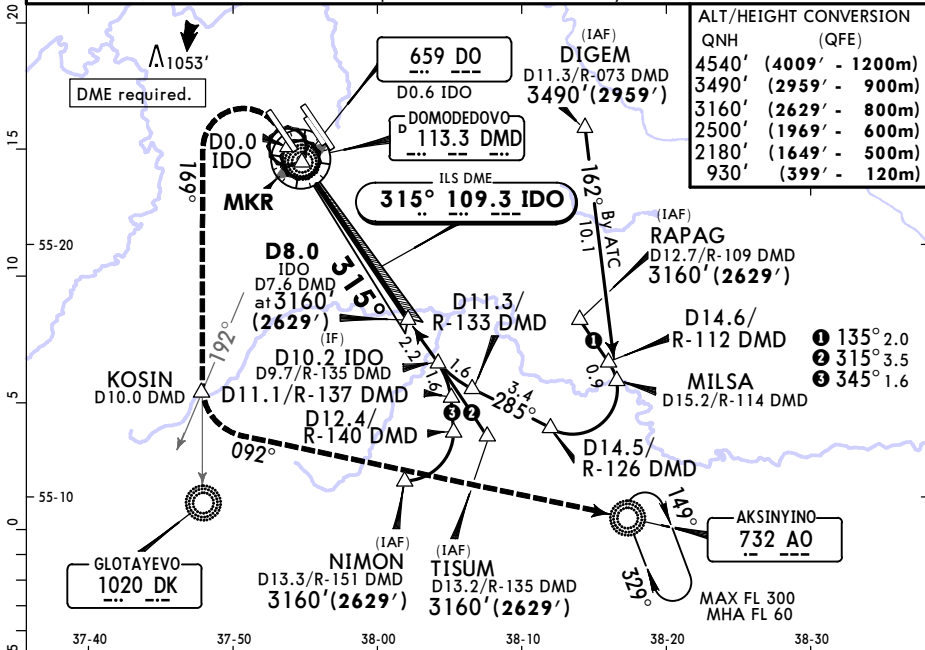 ALT/HEIGHT CONVERSION
QNH (QFE)
4540' (4009' - 1200m)
3490' (2959' - 900m)
3160' (2629' - 800m)
2500' (1969' - 600m)
2180' (1649' - 500m)
930' (399' - 120m)
1053'
DME required.
659 DO
D0.6 IDO
(IAF)
DIGEM
D11.3/R-073 DMD
3490'(2959')
DOMODEDOVO
D 113.3 DMD
D0.0
IDO
MKR
ILS DME
315° 109.3 IDO
169°
162° By ATC
10.1
(IAF)
RAPAG
D12.7/R-109 DMD
3160'(2629')
55-20
D8.0
IDO
D7.6 DMD
at 3160'
(2629')
315°
D11.3/
R-133 DMD
D14.6/
R-112 DMD
1
0.9
MILSA
D15.2/R-114 DMD
1 135° 2.0
2 315° 3.5
3 345° 1.6
192°
KOSIN
D10.0 DMD
(IF)
D10.2 IDO
D9.7/R-135 DMD
2.2
1.6
1.6
D11.1/R-137 DMD
3 2
3.4
285°
D12.4/
R-140 DMD
D14.5/
R-126 DMD
092°
55-10
GLOTAYEVO
1020 DK
(IAF)
NIMON
D13.3/R-151 DMD
3160'(2629')
(IAF)
TISUM
D13.2/R-135 DMD
3160'(2629')
149°
329°
AKSINYINO
732 AO
MAX FL 300
MHA FL 60
20
15
10
5
0
5
37-40 37-50 38-00 38-10 38-20 38-30